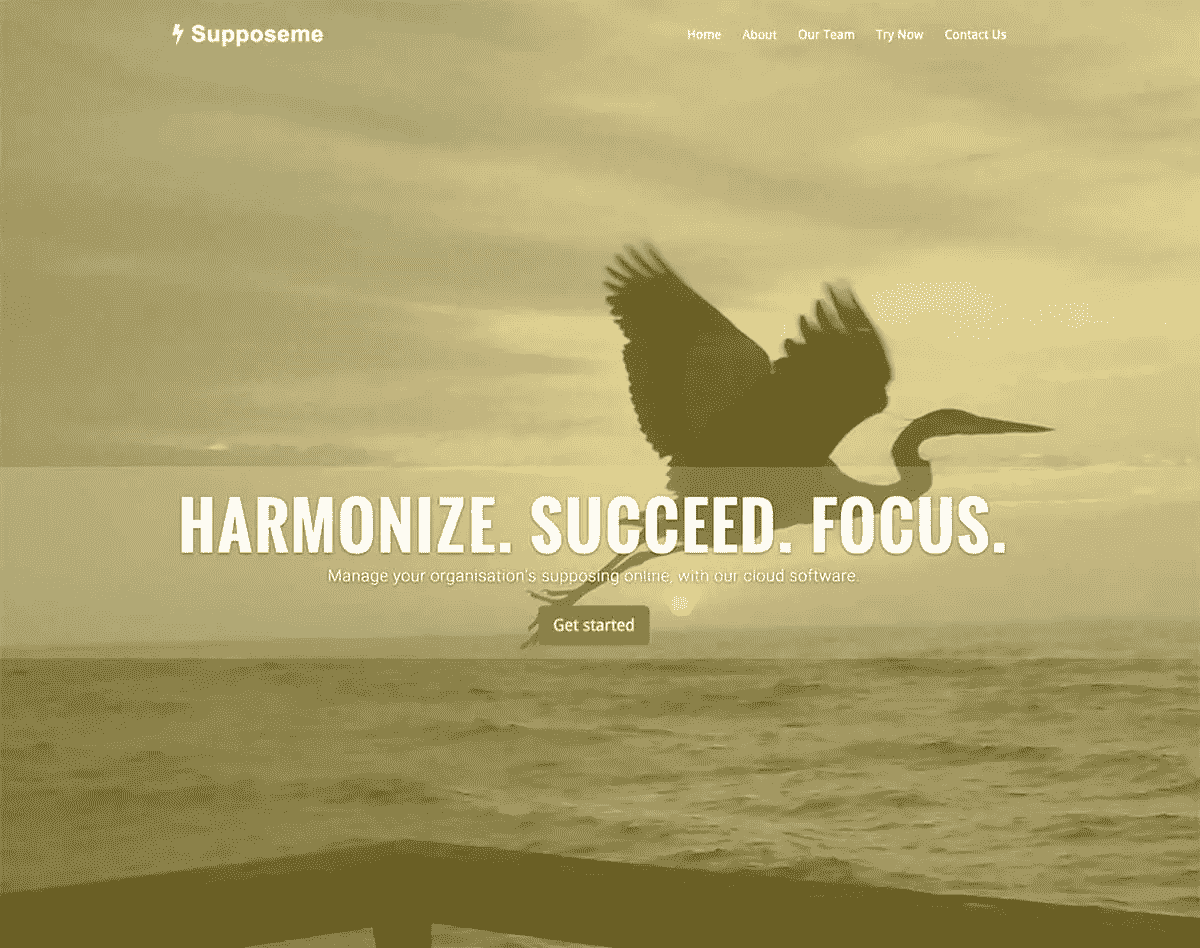 Supposeme
Home About Our Team Try Now Contact Us
HARMONIZE. SUCCEED. FOCUS.
Manage your organisation's supposing online, with our cloud software.
Get started